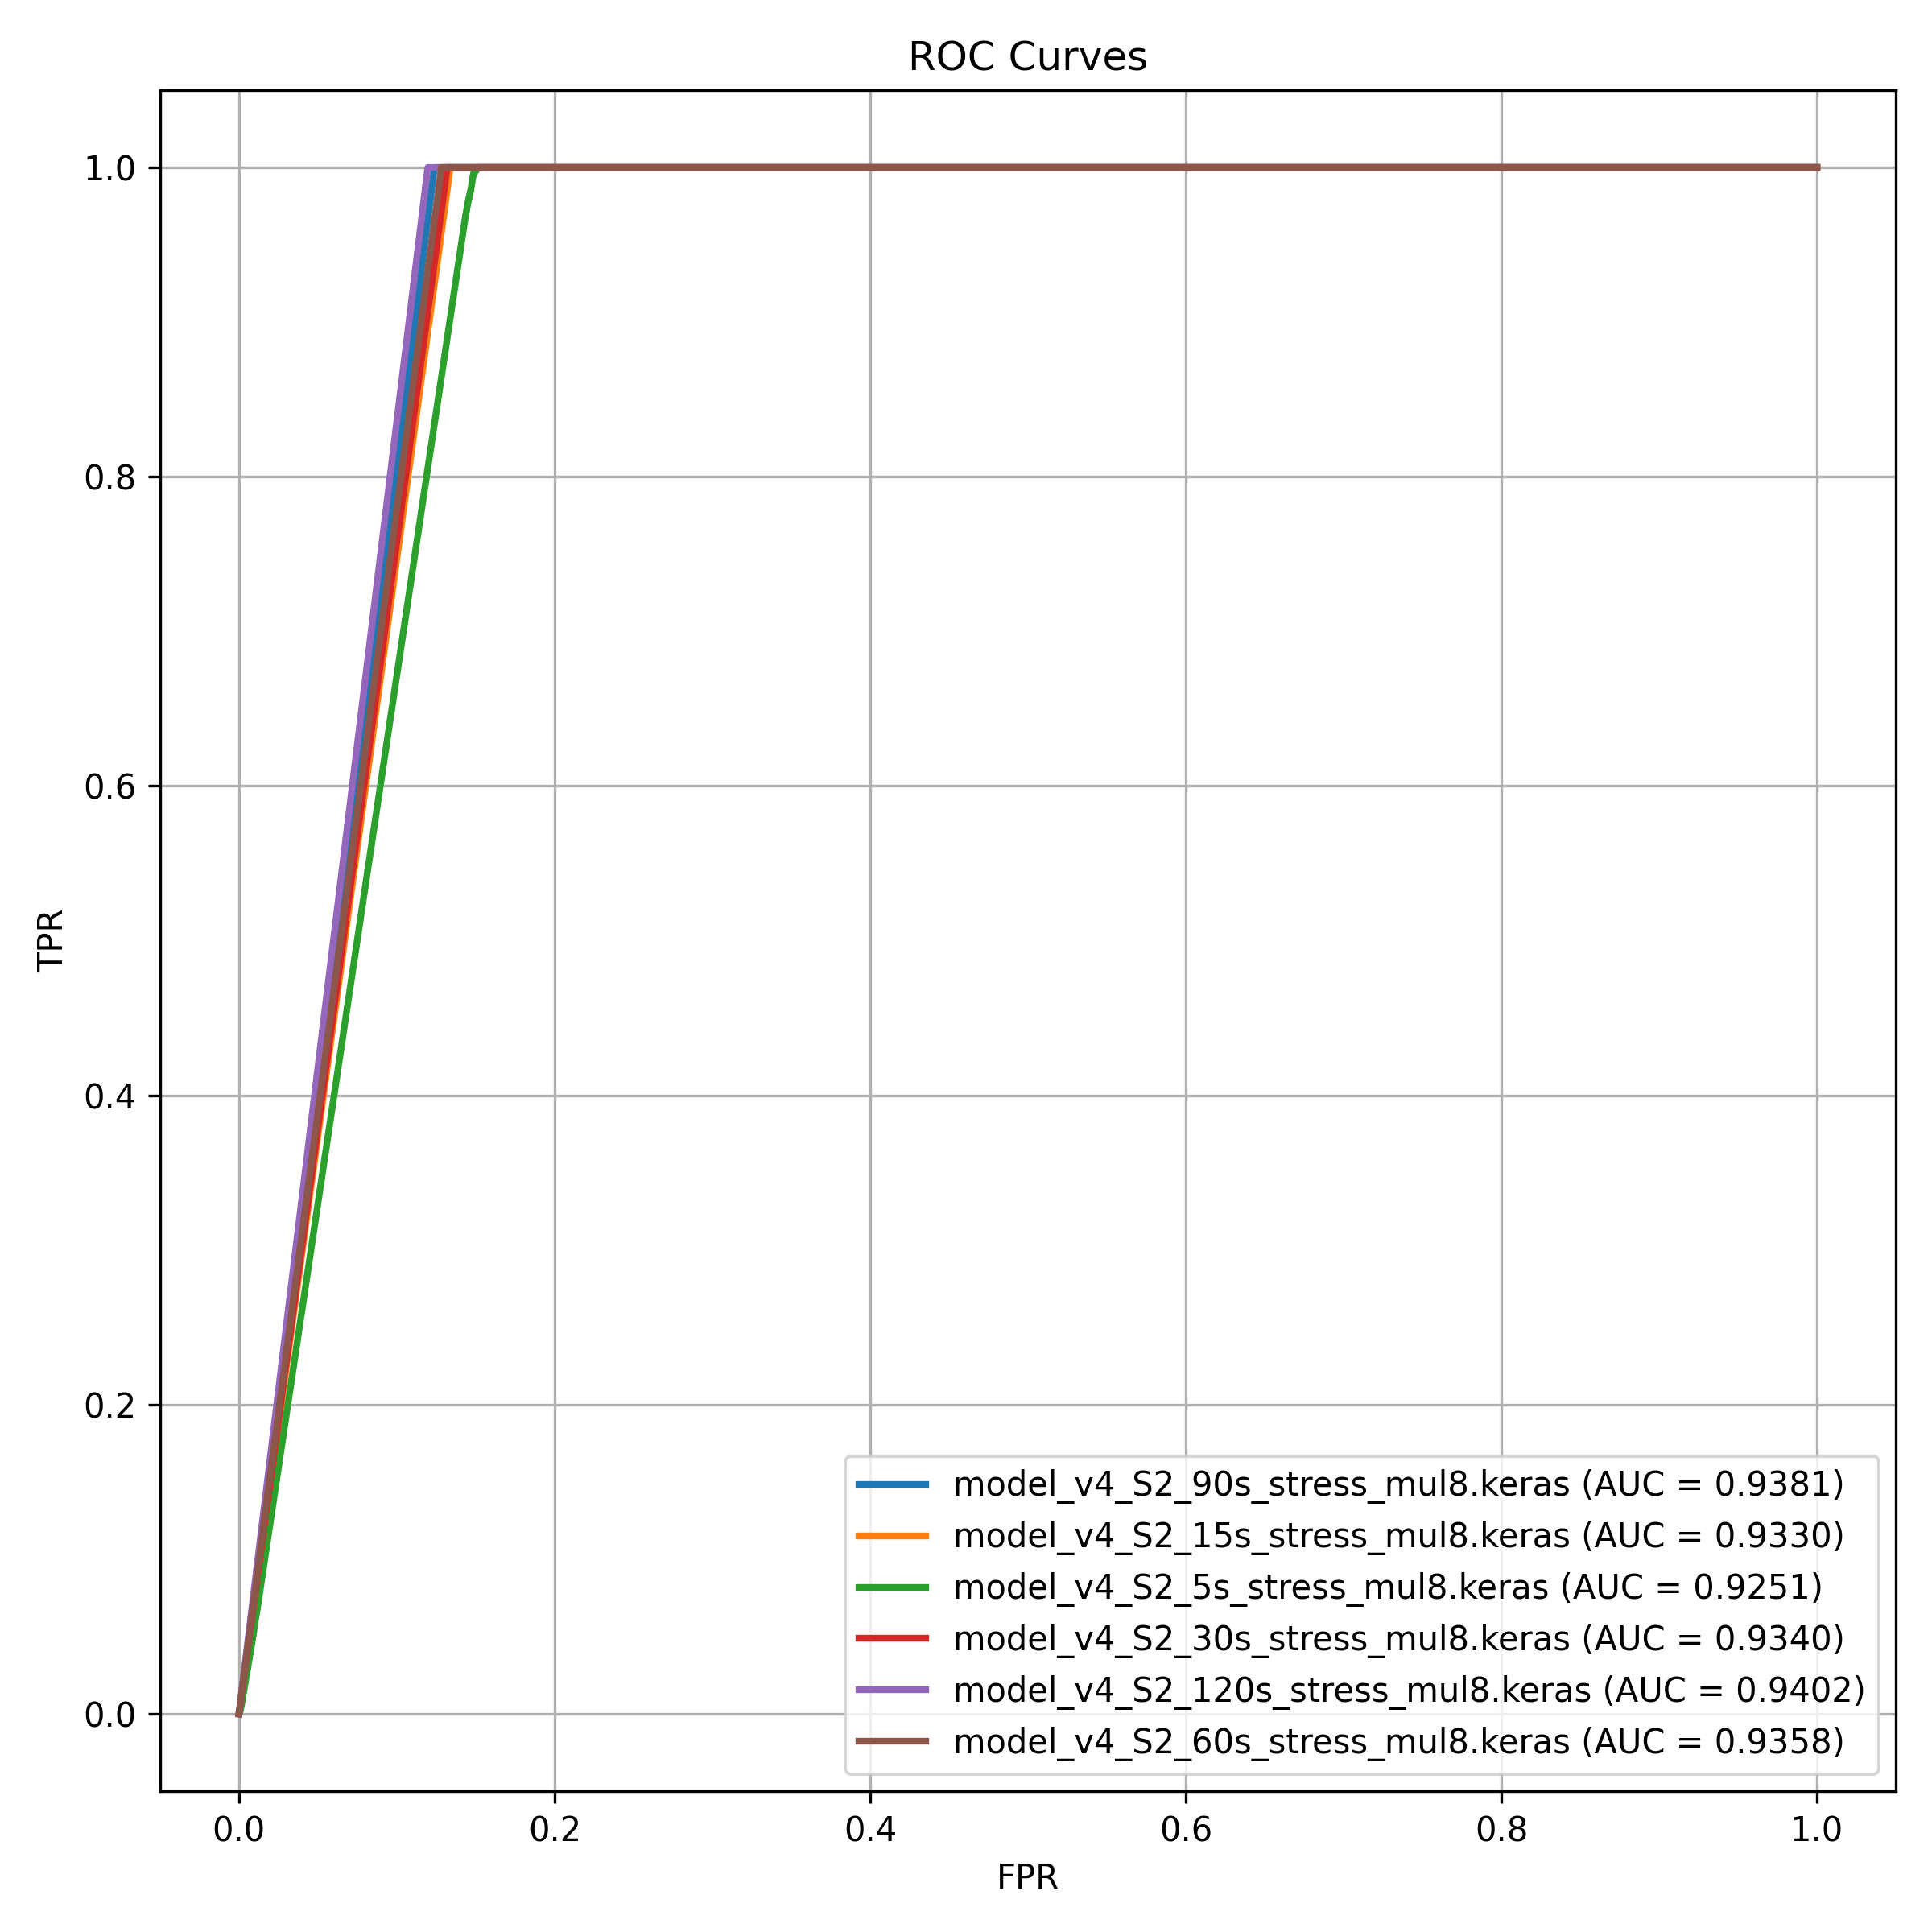 ROC Curves
1.0
0.8
0.6
0.4
0.2
0.0
TPR
0.0 0.2 0.4 0.6 0.8 1.0
FPR
model_v4_S2_90s_stress_mul8.keras (AUC = 0.9381)
model_v4_S2_15s_stress_mul8.keras (AUC = 0.9330)
model_v4_S2_5s_stress_mul8.keras (AUC = 0.9251)
model_v4_S2_30s_stress_mul8.keras (AUC = 0.9340)
model_v4_S2_120s_stress_mul8.keras (AUC = 0.9402)
model_v4_S2_60s_stress_mul8.keras (AUC = 0.9358)